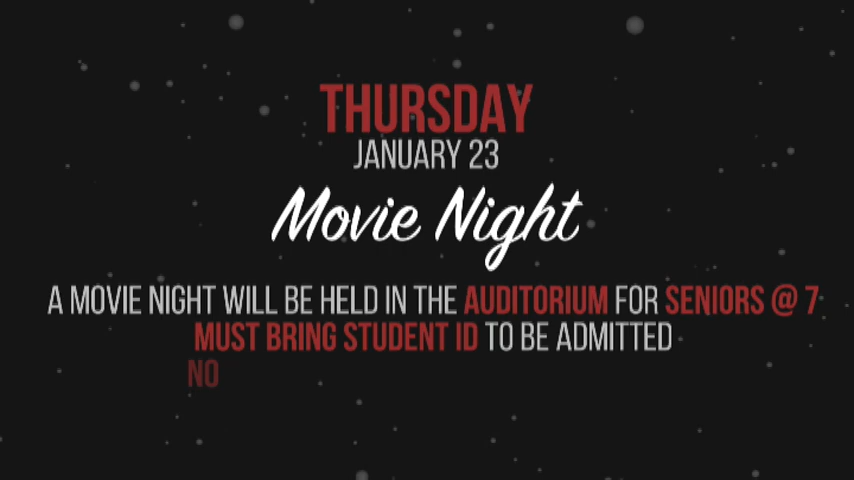 THURSDAY
JANUARY 23
Movie Night
A MOVIE NIGHT WILL BE HELD IN THE AUDITORIUM FOR SENIORS @ 7
MUST BRING STUDENT ID TO BE ADMITTED
NO